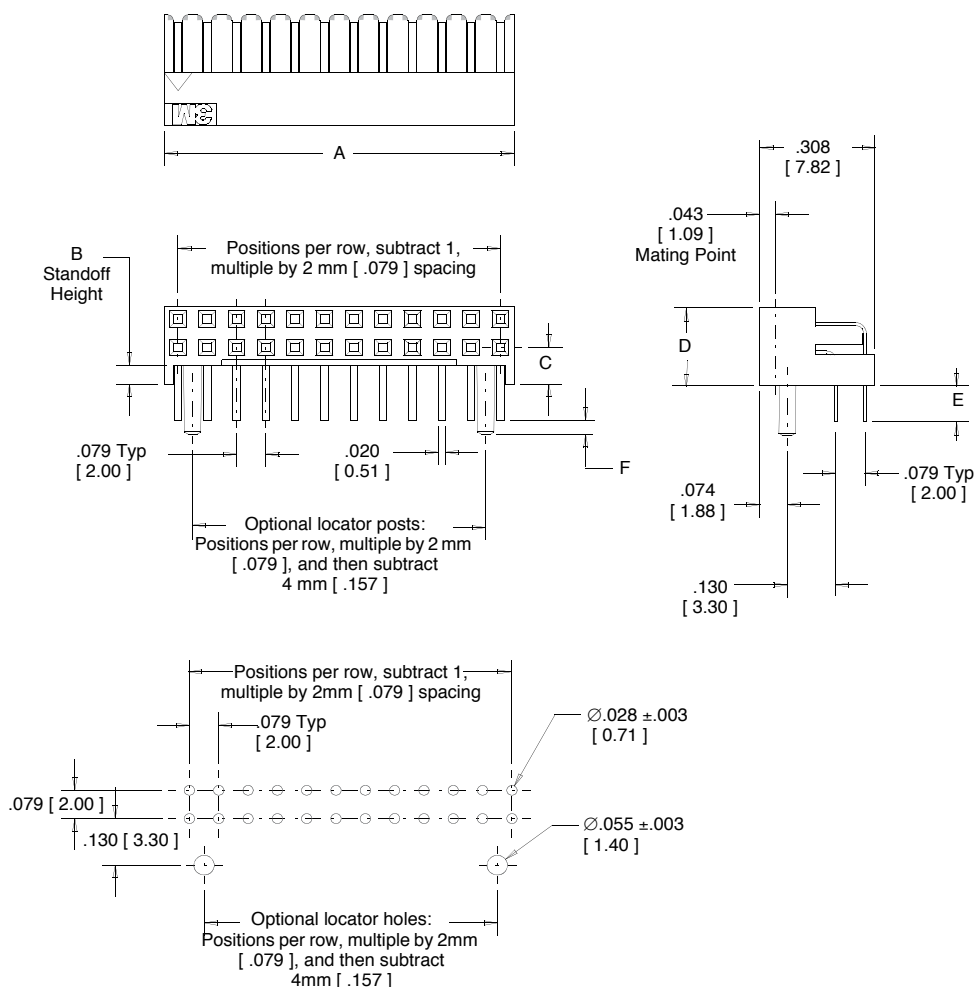 3M
A
.308
[ 7.82 ]
.043
[ 1.09 ]
Mating Point
B
Standoff
Height
Positions per row, subtract 1,
multiple by 2 mm [ .079 ] spacing
C
D
E
F
.079 Typ
[ 2.00 ]
.020
[ 0.51 ]
.079 Typ
[ 2.00 ]
.074
[ 1.88 ]
.130
[ 3.30 ]
Optional locator posts:
Positions per row, multiple by 2 mm
[ .079 ], and then subtract
4 mm [ .157 ]
Positions per row, subtract 1,
multiple by 2mm [ .079 ] spacing
.079 Typ
[ 2.00 ]
∅.028 ±.003
[ 0.71 ]
.079 [ 2.00 ]
.130 [ 3.30 ]
∅.055 ±.003
[ 1.40 ]
Optional locator holes:
Positions per row, multiple by 2mm
[ .079 ], and then subtract
4mm [ .157 ]